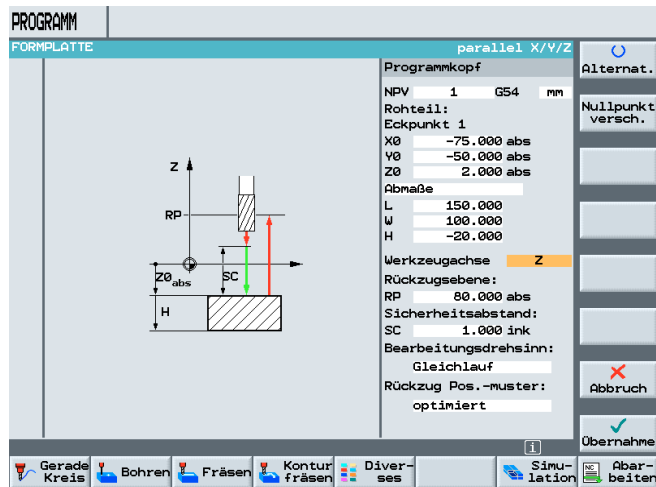 PROGRAMM
FORMPLATTE
parallel X/Y/Z
Z
RP
Z0abs
SC
H
Programmkopf
NPV 1 G54 mm
Rohteil:
Eckpunkt 1
X0 -75.000 abs
Y0 -50.000 abs
Z0 2.000 abs
Abmaße
L 150.000
W 100.000
H -20.000
Werkzeugachse Z
Rückzugsebene:
RP 80.000 abs
Sicherheitsabstand:
SC 1.000 ink
Bearbeitungsdrehsinn:
Gleichlauf
Rückzug Pos.-muster:
optimiert
i
Alternat.
Nullpunkt
versch.
Abbruch
Übernahme
Gerade
Kreis
Bohren
Fräsen
Kontur
fräsen
Diver-
ses
Simu-
lation
NC
Abar-
beiten